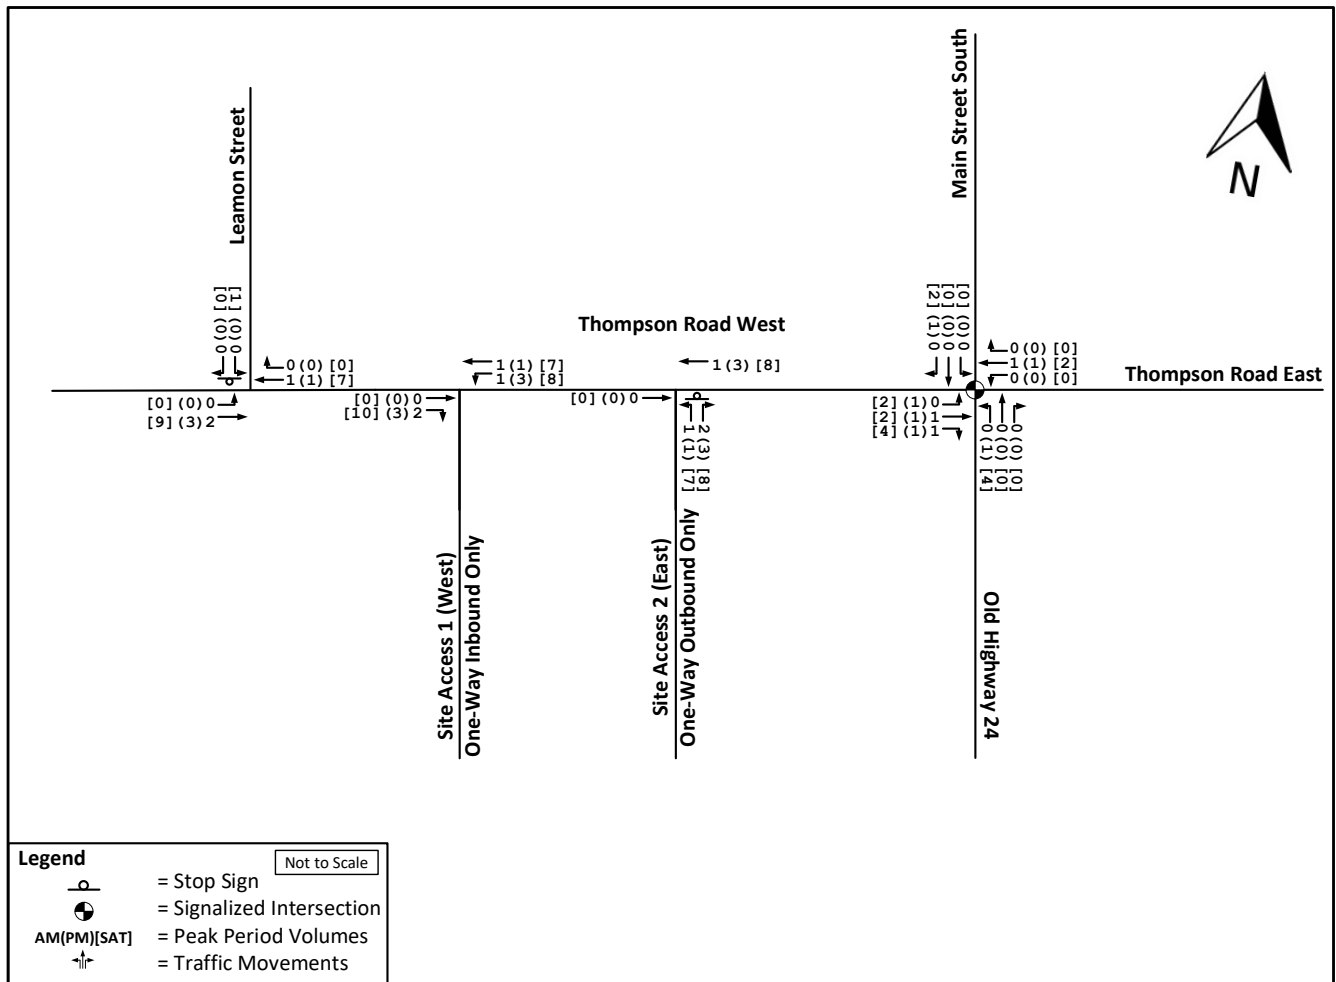 Main Street South
Leamon Street
N
Thompson Road West
[0](0)0
[1](0)0
0(0)[0]
1(1)[7]
[0](0)0
[9](3)2
1(1)[7]
1(3)[8]
[0](0)0
[10](3)2
1(3)[8]
[0](0)0
1(1)[7]
2(3)[8]
[2](1)0
[0](0)0
[0](0)0
0(0)[0]
1(1)[2]
0(0)[0]
Thompson Road East
[2](1)0
[2](1)1
[4](1)1
0(1)[4]
0(0)[0]
0(0)[0]
Site Access 1 (West)
One-Way Inbound Only
Site Access 2 (East)
One-Way Outbound Only
Old Highway 24
Legend
Not to Scale
= Stop Sign
= Signalized Intersection
AM(PM)[SAT] = Peak Period Volumes
= Traffic Movements